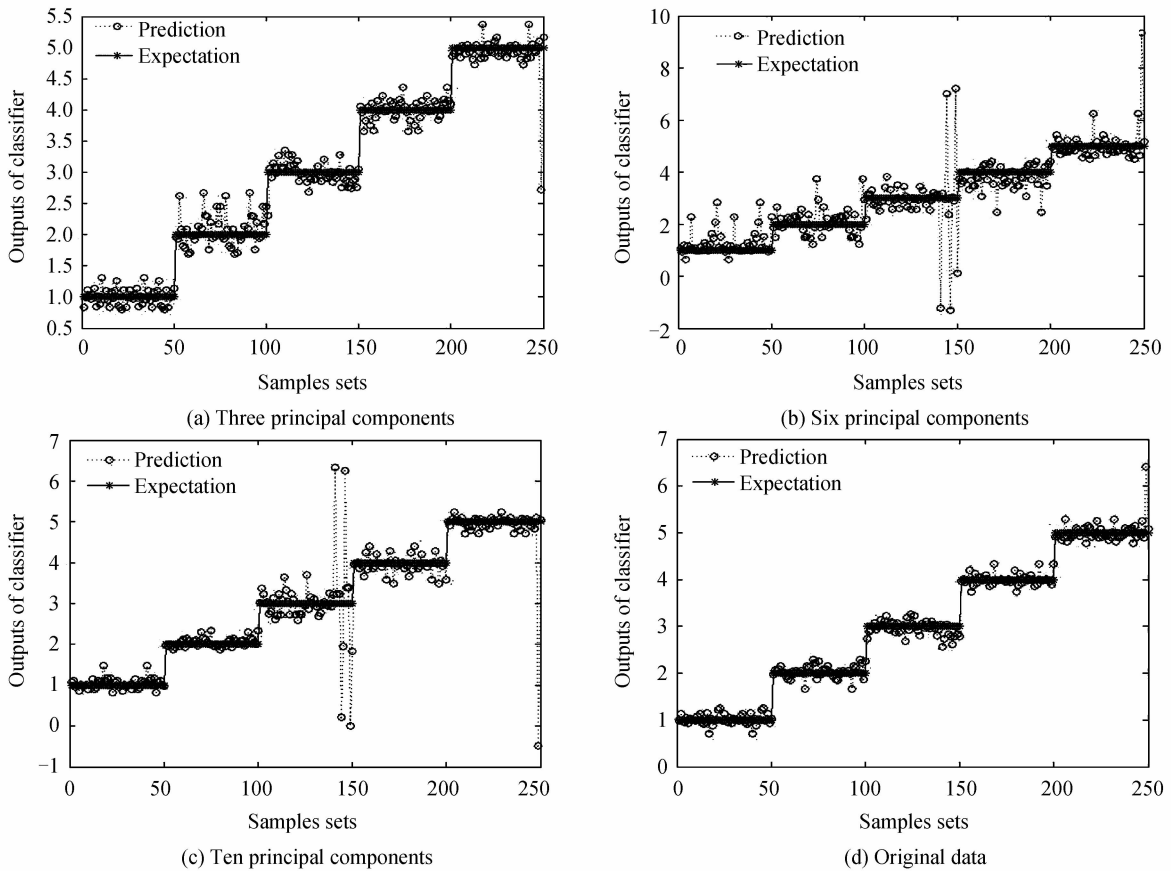 5.5
5.0
4.5
4.0
3.5
3.0
2.5
2.0
1.5
1.0
0.5
Outputs of classifier
Prediction
Expectation
0 50 100 150 200 250
Samples sets
(a) Three principal components
10
8
6
4
2
0
−2
Outputs of classifier
Prediction
Expectation
0 50 100 150 200 250
Samples sets
(b) Six principal components
7
6
5
4
3
2
1
0
−1
Outputs of classifier
Prediction
Expectation
0 50 100 150 200 250
Samples sets
(c) Ten principal components
7
6
5
4
3
2
1
0
Outputs of classifier
Prediction
Expectation
0 50 100 150 200 250
Samples sets
(d) Original data